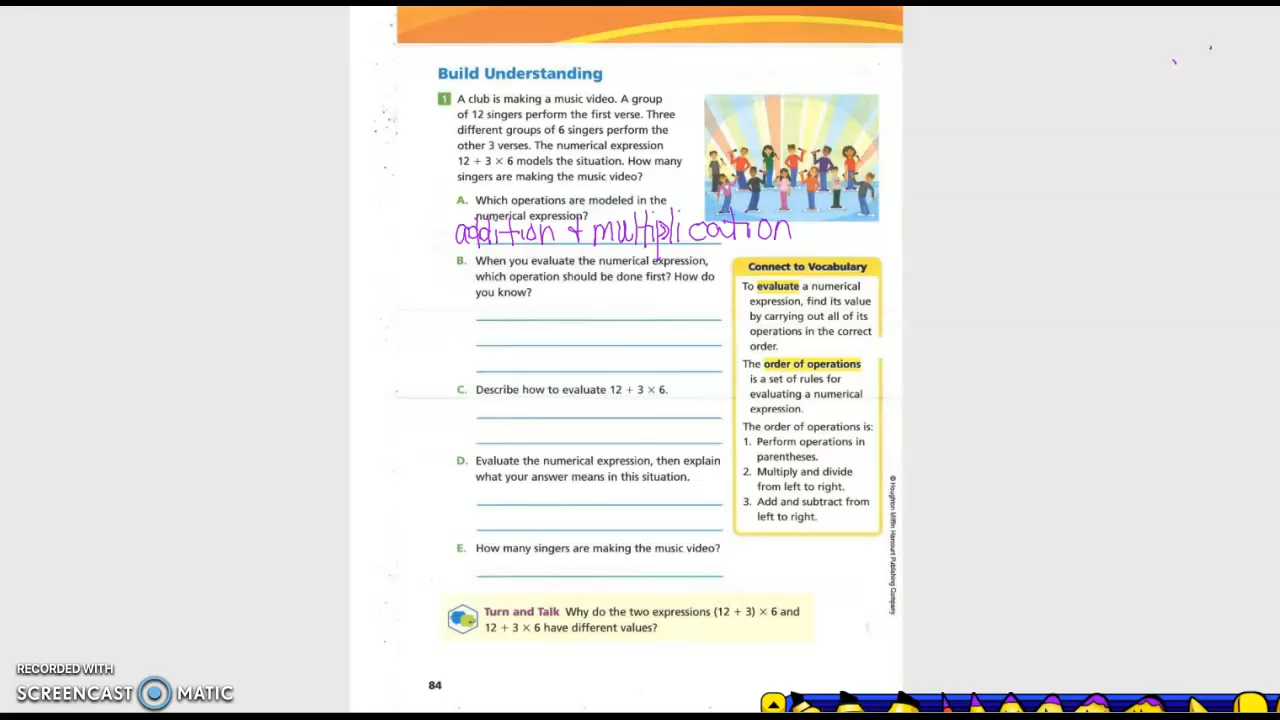 Build Understanding
1 A club is making a music video. A group
of 12 singers perform the first verse. Three
different groups of 6 singers perform the
other 3 verses. The numerical expression
12 + 3 × 6 models the situation. How many
singers are making the music video?
A. Which operations are modeled in the
numerical expression?
addition + multiplication
B. When you evaluate the numerical expression,
which operation should be done first? How do
you know?
C. Describe how to evaluate 12 + 3 × 6.
D. Evaluate the numerical expression, then explain
what your answer means in this situation.
E. How many singers are making the music video?
Connect to Vocabulary
To evaluate a numerical
expression, find its value
by carrying out all of its
operations in the correct
order.
The order of operations
is a set of rules for
evaluating a numerical
expression.
The order of operations is:
1. Perform operations in
parentheses.
2. Multiply and divide
from left to right.
3. Add and subtract from
left to right.
© Houghton Mifflin Harcourt Publishing Company
Turn and Talk Why do the two expressions (12 + 3) × 6 and
12 + 3 × 6 have different values?
84
RECORDED WITH
SCREENCAST MATIC